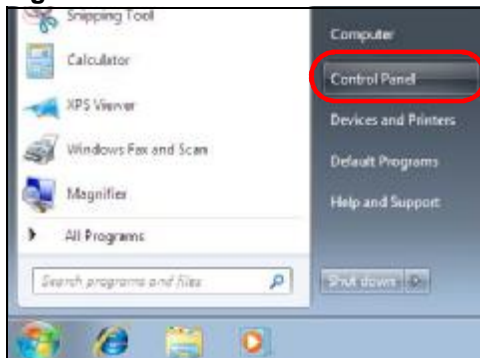 Snipping Tool
Calculator
XPS Viewer
Windows Fax and Scan
Magnifier
All Programs
Search programs and files
Computer
Control Panel
Devices and Printers
Default Programs
Help and Support
Shut down